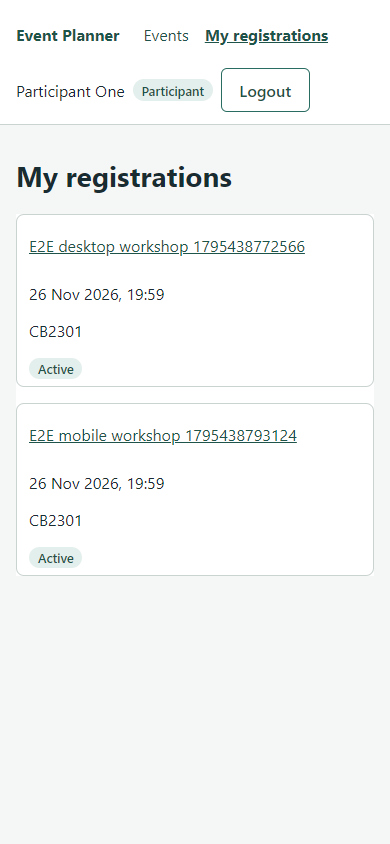 Event Planner Events My registrations
Participant One Participant Logout
My registrations
E2E desktop workshop 1795438772566
26 Nov 2026, 19:59
CB2301
Active
E2E mobile workshop 1795438793124
26 Nov 2026, 19:59
CB2301
Active